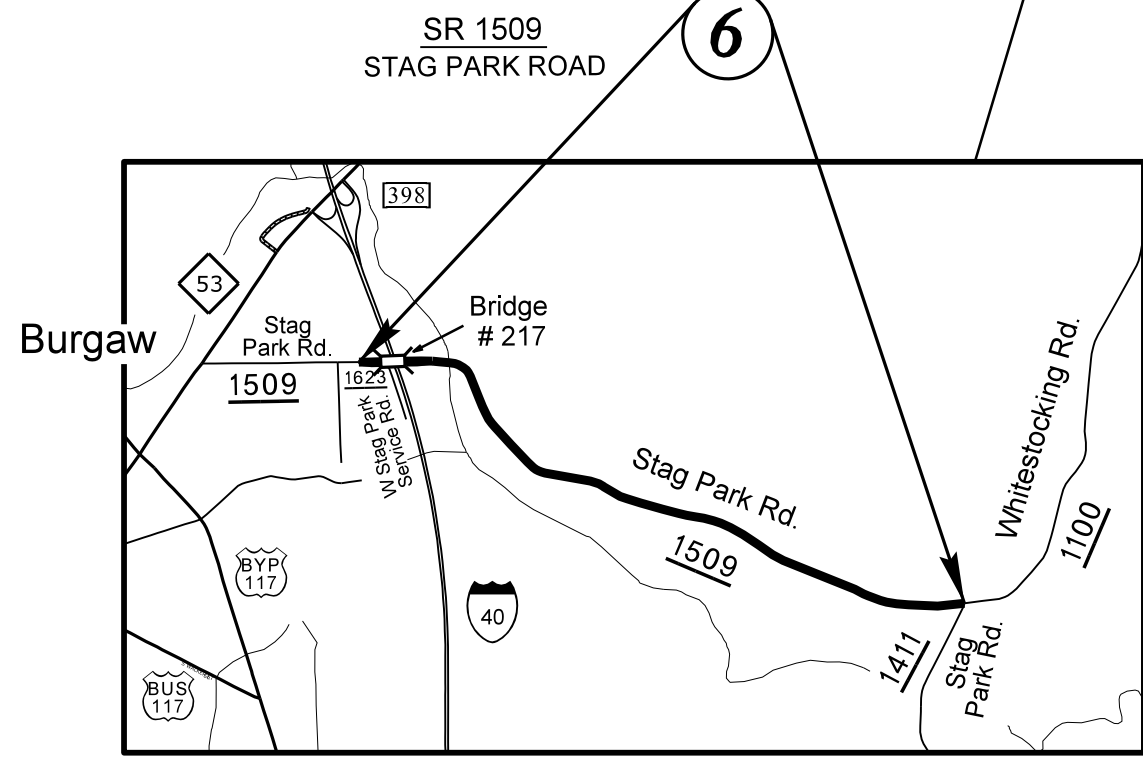 SR 1509
STAG PARK ROAD
6
398
53
Burgaw
Stag
Park Rd.
1509
Bridge
# 217
1623
W Stag Park
Service Rd.
Stag Park Rd.
1509
Whitestocking Rd.
1100
BYP
117
40
1411
Stag
Park Rd.
BUS
117